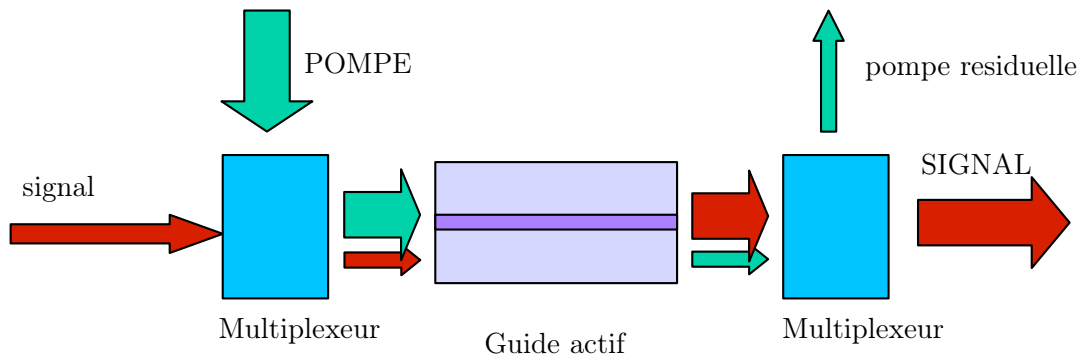 POMPE
pompe residuelle
signal
SIGNAL
Multiplexeur
Guide actif
Multiplexeur